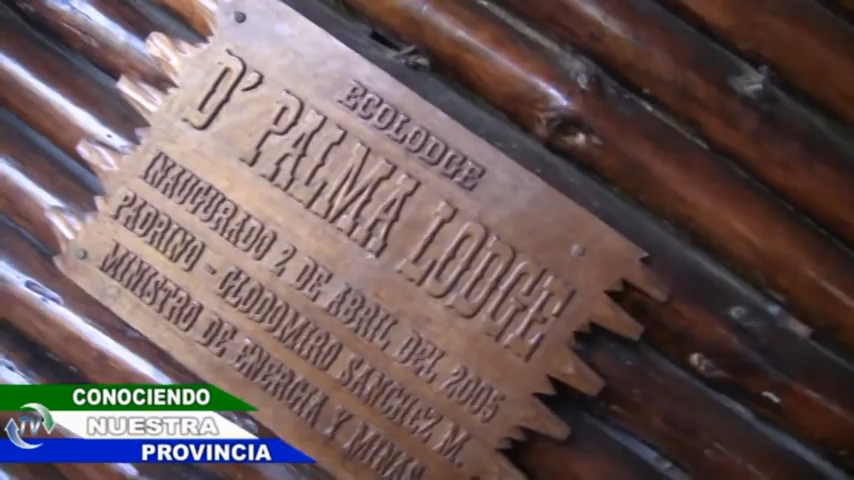 ECOLODGE
D' PALMA LODGE
INAUGURADO 2 DE ABRIL DEL 2005
PADRINO - CLODOMIRO SANCHEZ M.
MINISTRO DE ENERGIA Y MINAS
TV
CONOCIENDO
NUESTRA
PROVINCIA